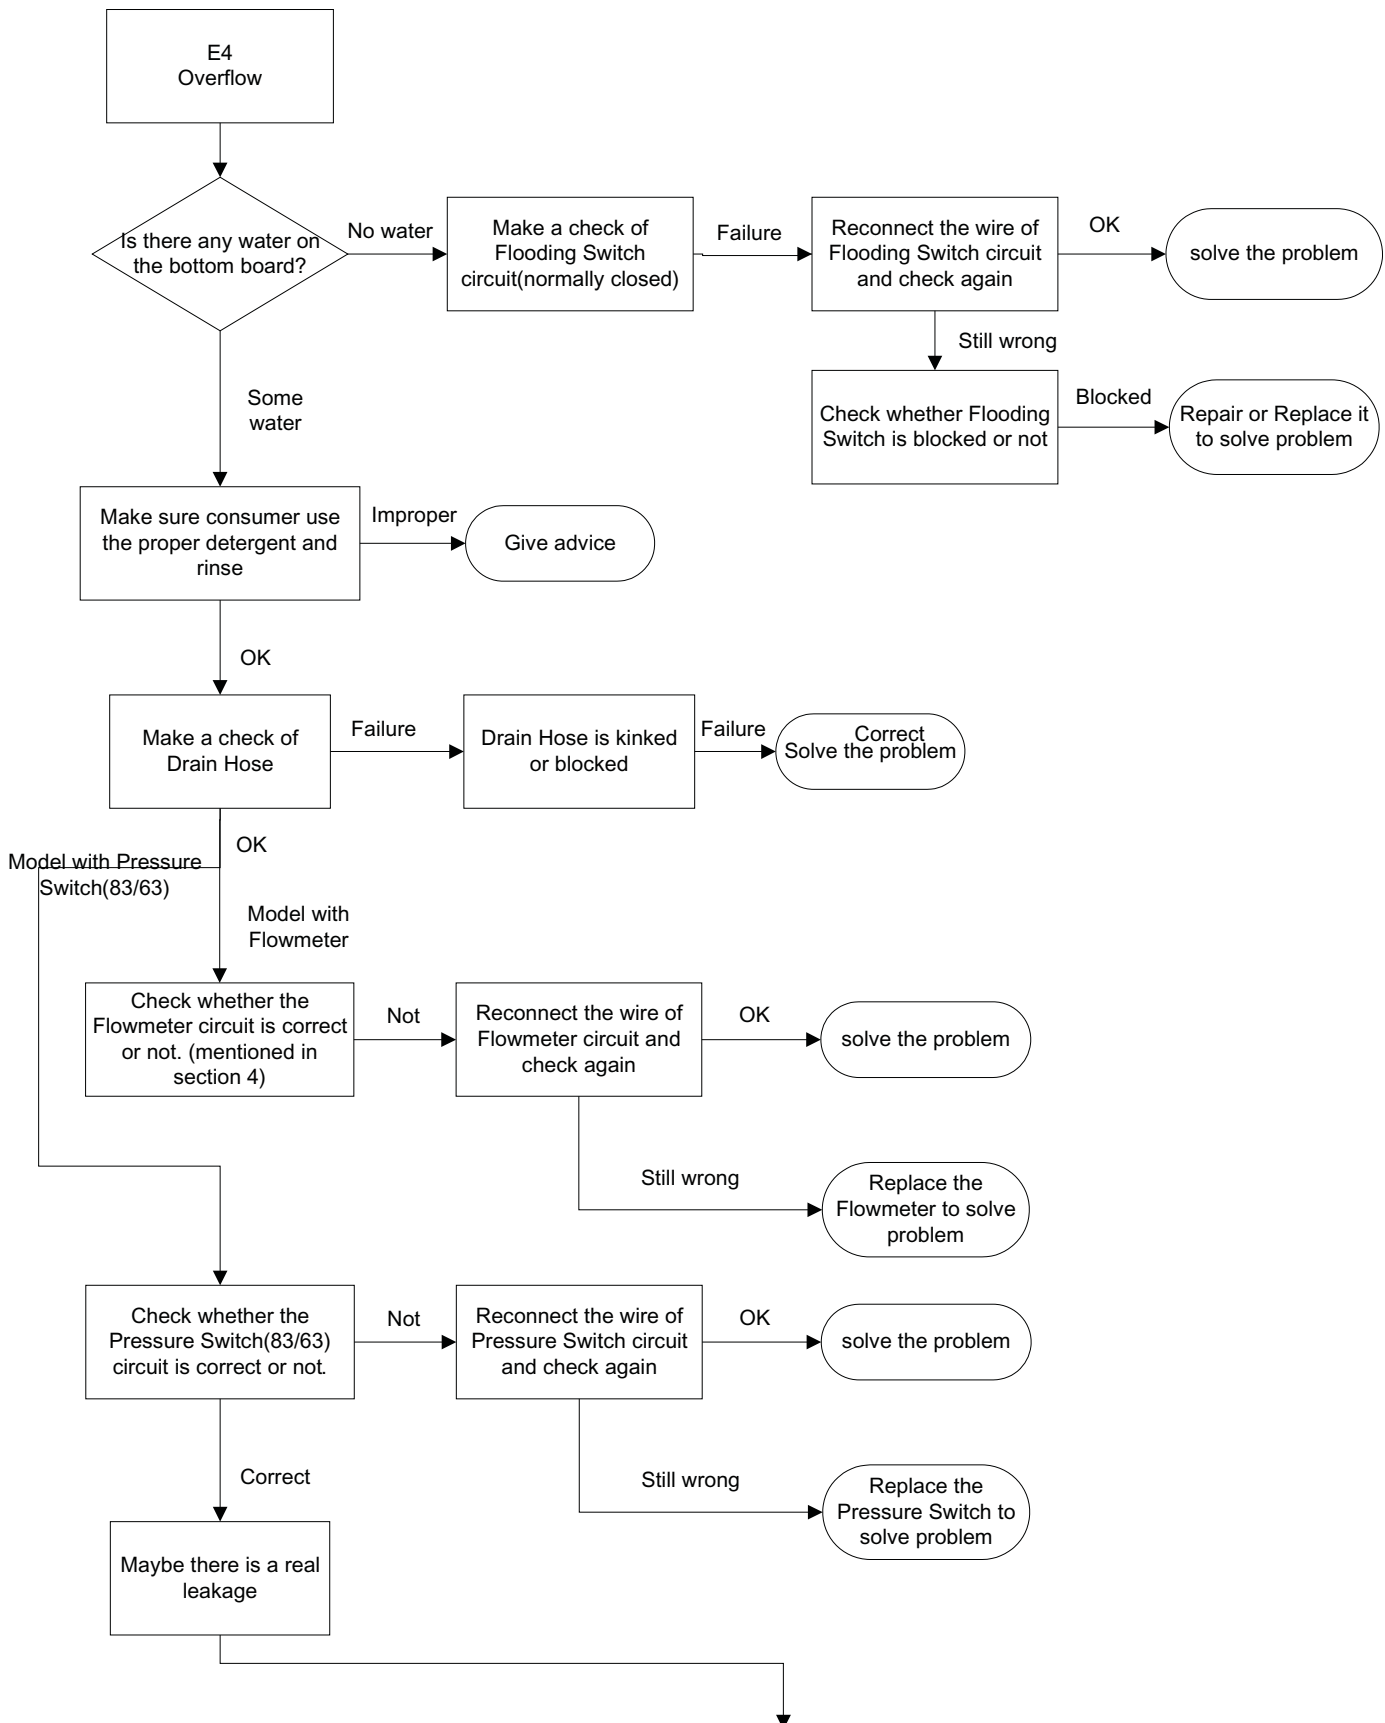 E4
Overflow
Is there any water on
the bottom board?
No water
Make a check of
Flooding Switch
circuit(normally closed)
Failure
Reconnect the wire of
Flooding Switch circuit
and check again
OK
solve the problem
Still wrong
Some
water
Check whether Flooding
Switch is blocked or not
Blocked
Repair or Replace it
to solve problem
Make sure consumer use
the proper detergent and
rinse
Improper
Give advice
OK
Make a check of
Drain Hose
Failure
Drain Hose is kinked
or blocked
Failure
Correct
Solve the problem
OK
Model with Pressure
Switch(83/63)
Model with
Flowmeter
Check whether the
Flowmeter circuit is correct
or not. (mentioned in
section 4)
Not
Reconnect the wire of
Flowmeter circuit and
check again
OK
solve the problem
Still wrong
Replace the
Flowmeter to solve
problem
Check whether the
Pressure Switch(83/63)
circuit is correct or not.
Not
Reconnect the wire of
Pressure Switch circuit
and check again
OK
solve the problem
Correct
Still wrong
Replace the
Pressure Switch to
solve problem
Maybe there is a real
leakage